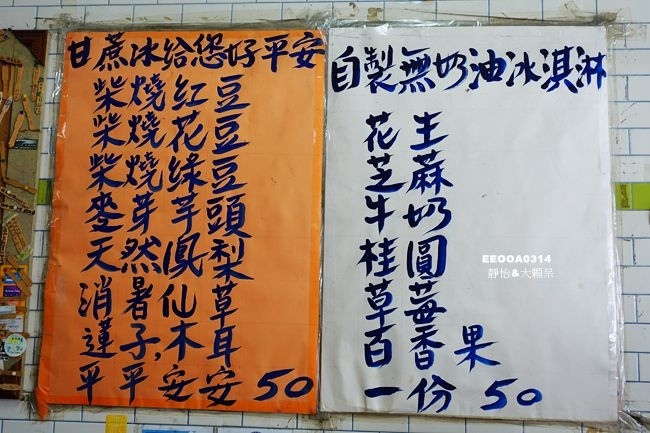 甘蔗冰給您好平安
柴燒紅豆
柴燒花豆
柴燒綠豆
麥芽芋頭
天然鳳梨
消暑仙草
蓮子,木耳
平平安安 50
自製無奶油冰淇淋
花生
芝蔴
牛奶
桂圓
草莓
百香果
一份 50
EEOOA0314
靜怡&大顆呆